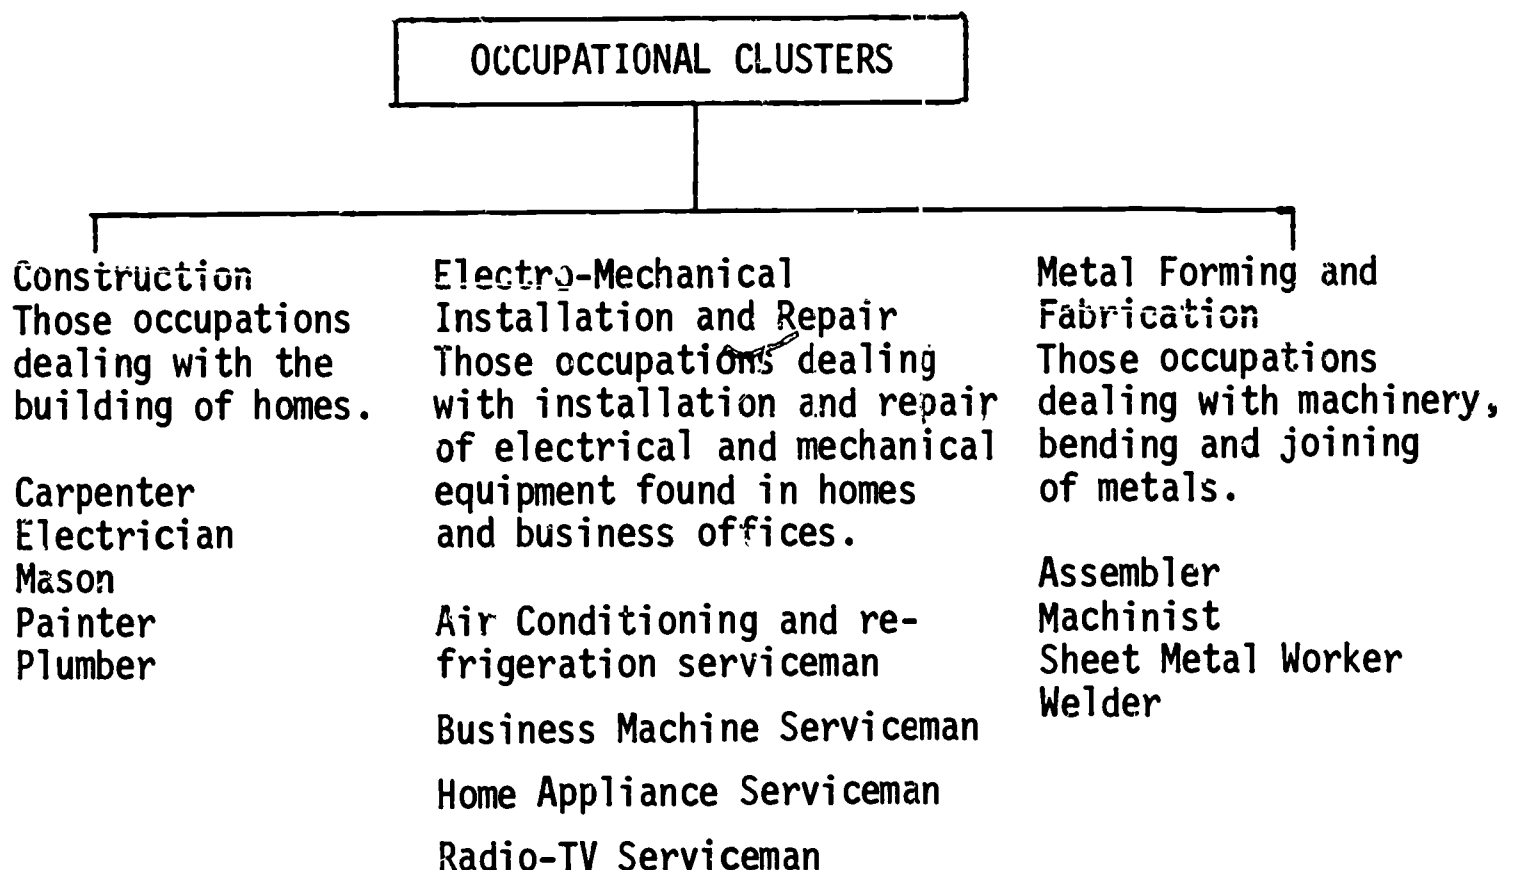 OCCUPATIONAL CLUSTERS
Construction
Those occupations
dealing with the
building of homes.
Carpenter
Electrician
Mason
Painter
Plumber
Electro-Mechanical
Installation and Repair
Those occupations dealing
with installation and repair
of electrical and mechanical
equipment found in homes
and business offices.
Air Conditioning and re-
frigeration serviceman
Business Machine Serviceman
Home Appliance Serviceman
Radio-TV Serviceman
Metal Forming and
Fabrication
Those occupations
dealing with machinery,
bending and joining
of metals.
Assembler
Machinist
Sheet Metal Worker
Welder